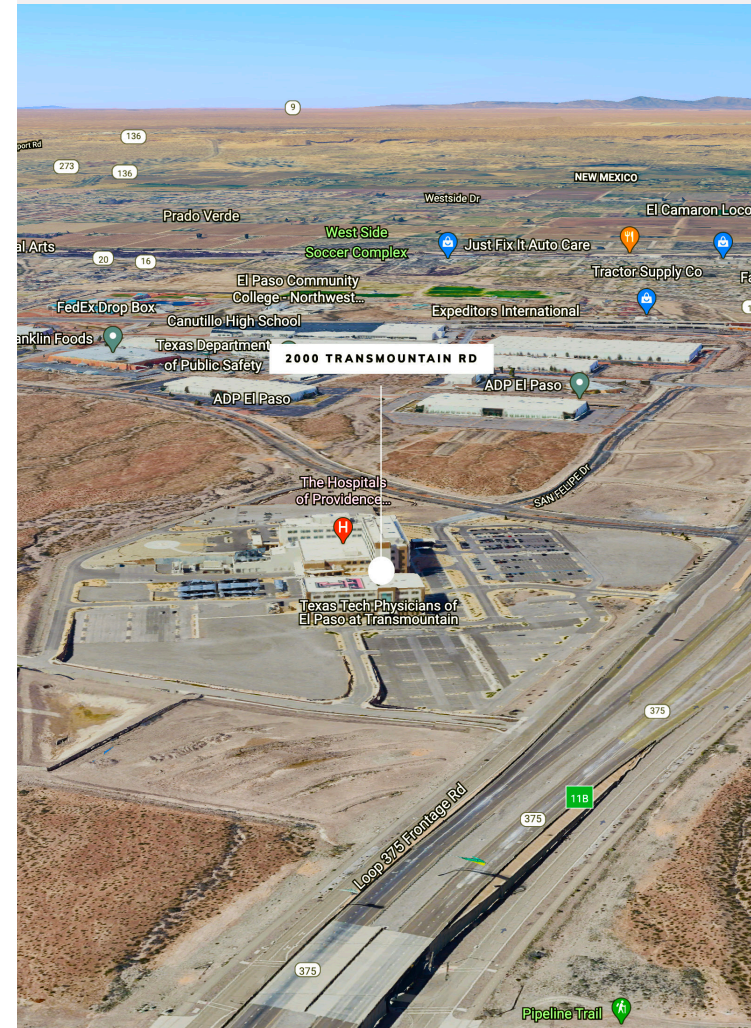 9
136
port Rd
273
136
NEW MEXICO
Westside Dr
El Camaron Loco
Prado Verde
West Side
Soccer Complex
Just Fix It Auto Care
al Arts
20
16
Tractor Supply Co
El Paso Community
College - Northwest...
Fa
FedEx Drop Box
Expeditors International
1
Canutillo High School
anklin Foods
Texas Department
of Public Safety
2000 TRANSMOUNTAIN RD
ADP El Paso
ADP El Paso
SAN FELIPE Dr
The Hospitals
of Providence...
H
Texas Tech Physicians of
El Paso at Transmountain
375
11B
375
Loop 375 Frontage Rd
375
Pipeline Trail